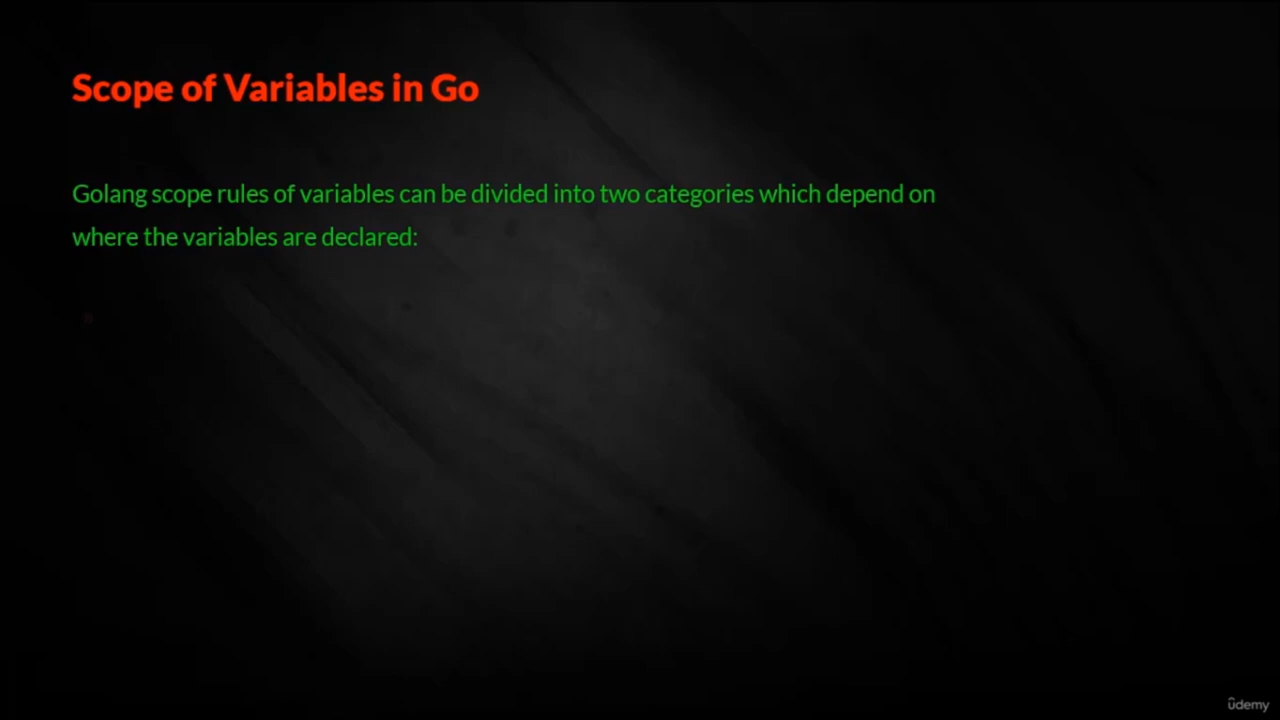 Scope of Variables in Go
Golang scope rules of variables can be divided into two categories which depend on
where the variables are declared:
ûdemy